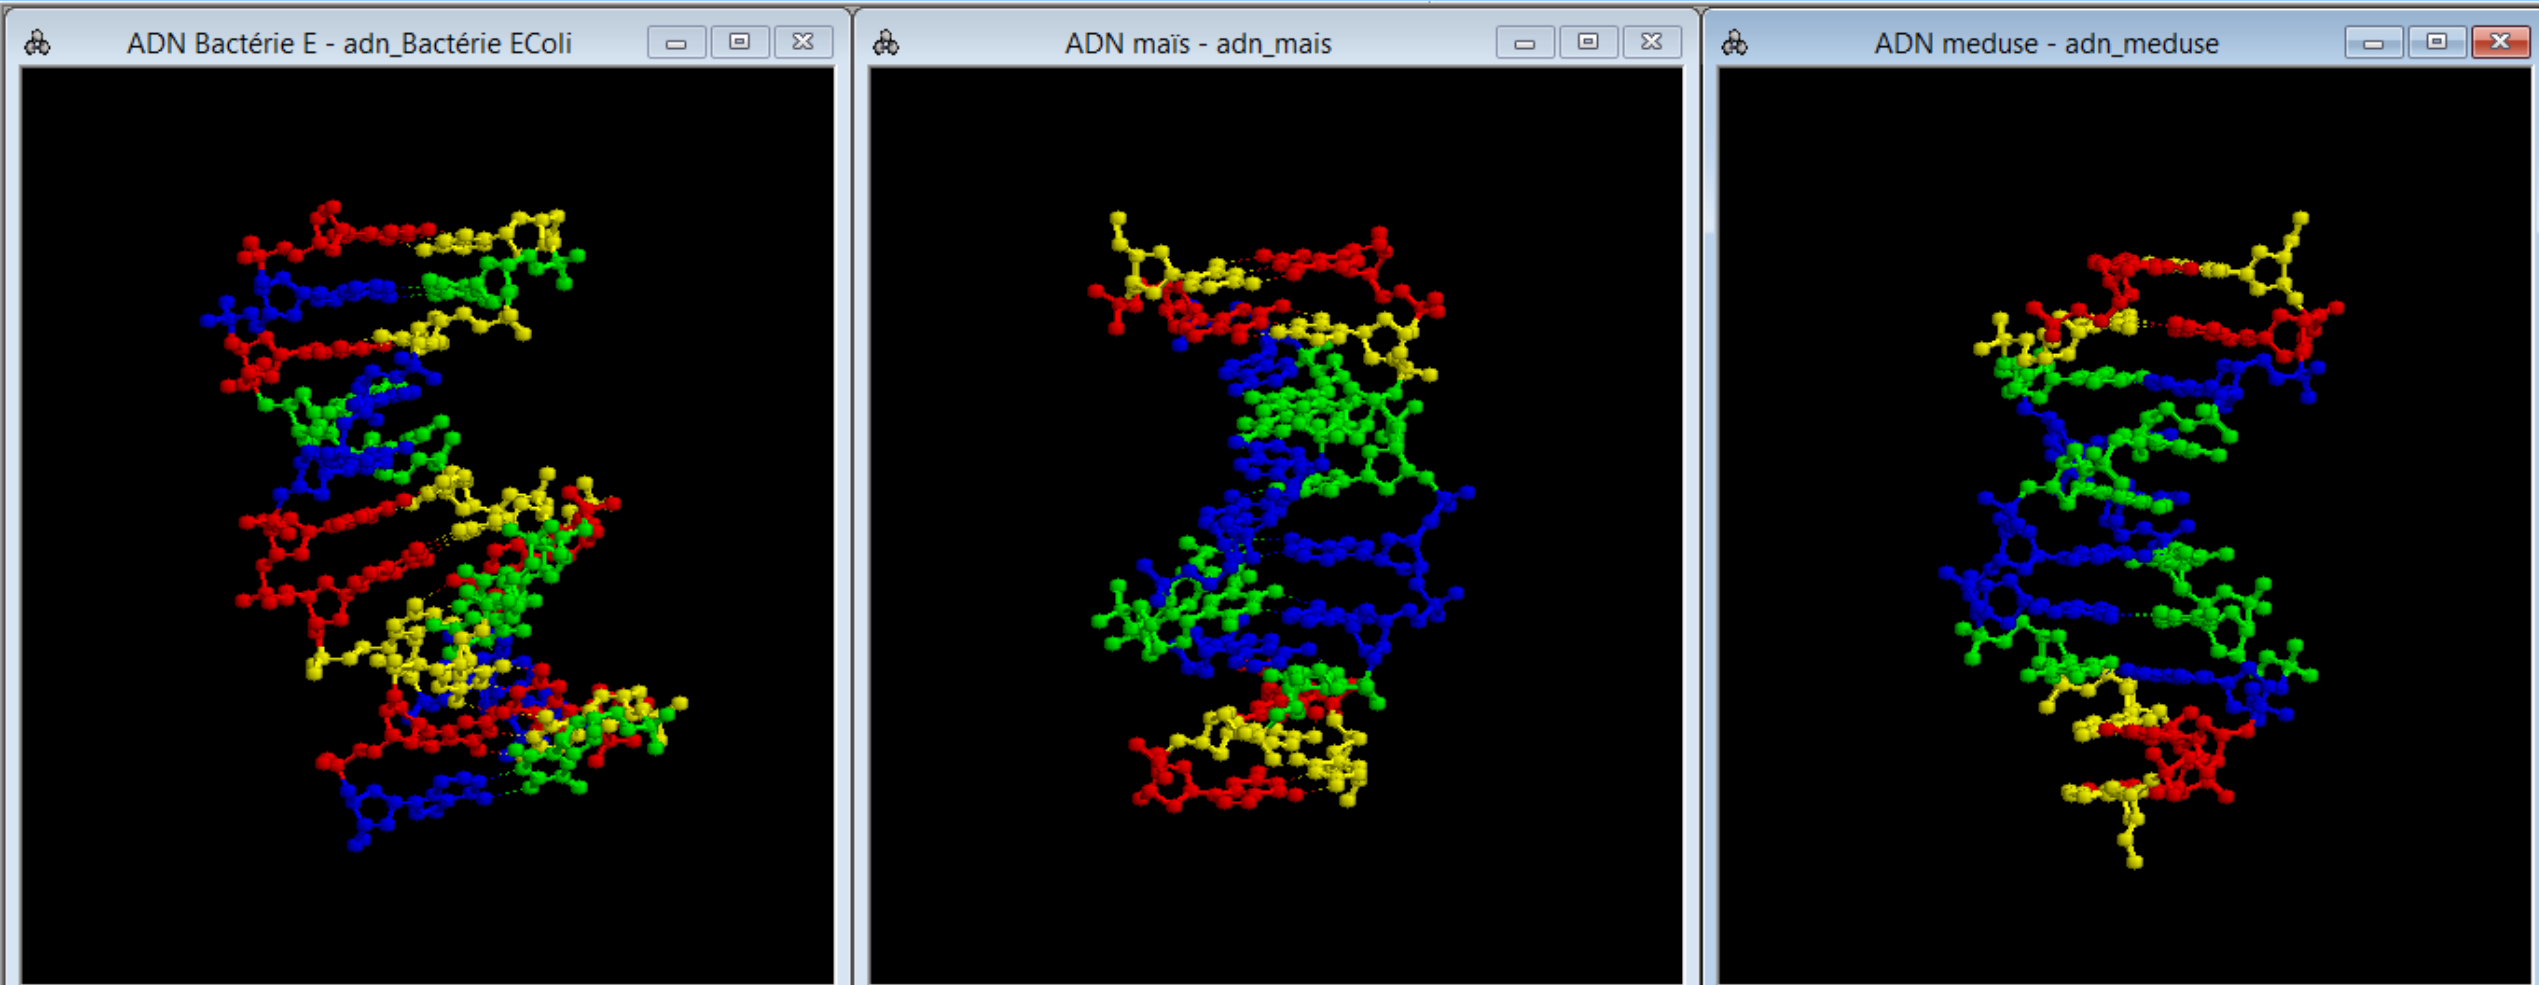 ADN Bactérie E - adn_Bactérie EColi
ADN maïs - adn_mais
ADN meduse - adn_meduse